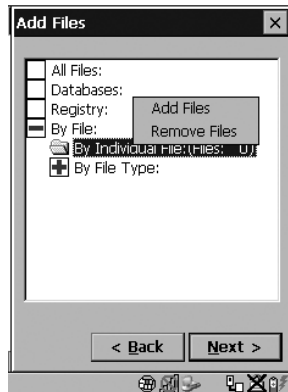 Add Files
All Files:
Databases:
Registry:
Add Files
By File:
Remove Files
By Individual File:(Files: 0)
By File Type:
< Back
Next >